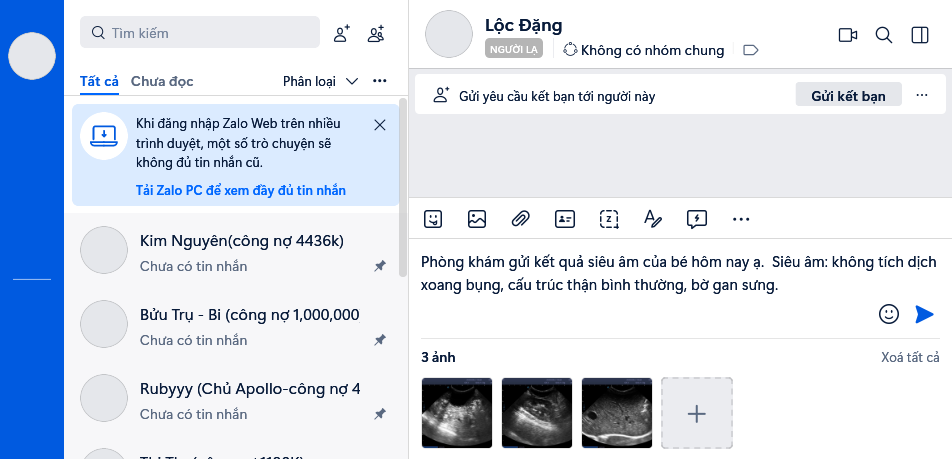 Tìm kiếm
Tất cả
Chưa đọc
Phân loại
Khi đăng nhập Zalo Web trên nhiều
trình duyệt, một số trò chuyện sẽ
không đủ tin nhắn cũ.
Tải Zalo PC để xem đầy đủ tin nhắn
Kim Nguyên(công nợ 4436k)
Chưa có tin nhắn
Bửu Trụ - Bi (công nợ 1,000,000
Chưa có tin nhắn
Rubyyy (Chủ Apollo-công nợ 4
Chưa có tin nhắn
Lộc Đặng
NGƯỜI LẠ
Không có nhóm chung
Gửi yêu cầu kết bạn tới người này
Gửi kết bạn
Phòng khám gửi kết quả siêu âm của bé hôm nay ạ. Siêu âm: không tích dịch
xoang bụng, cấu trúc thận bình thường, bờ gan sưng.
3 ảnh
Xoá tất cả